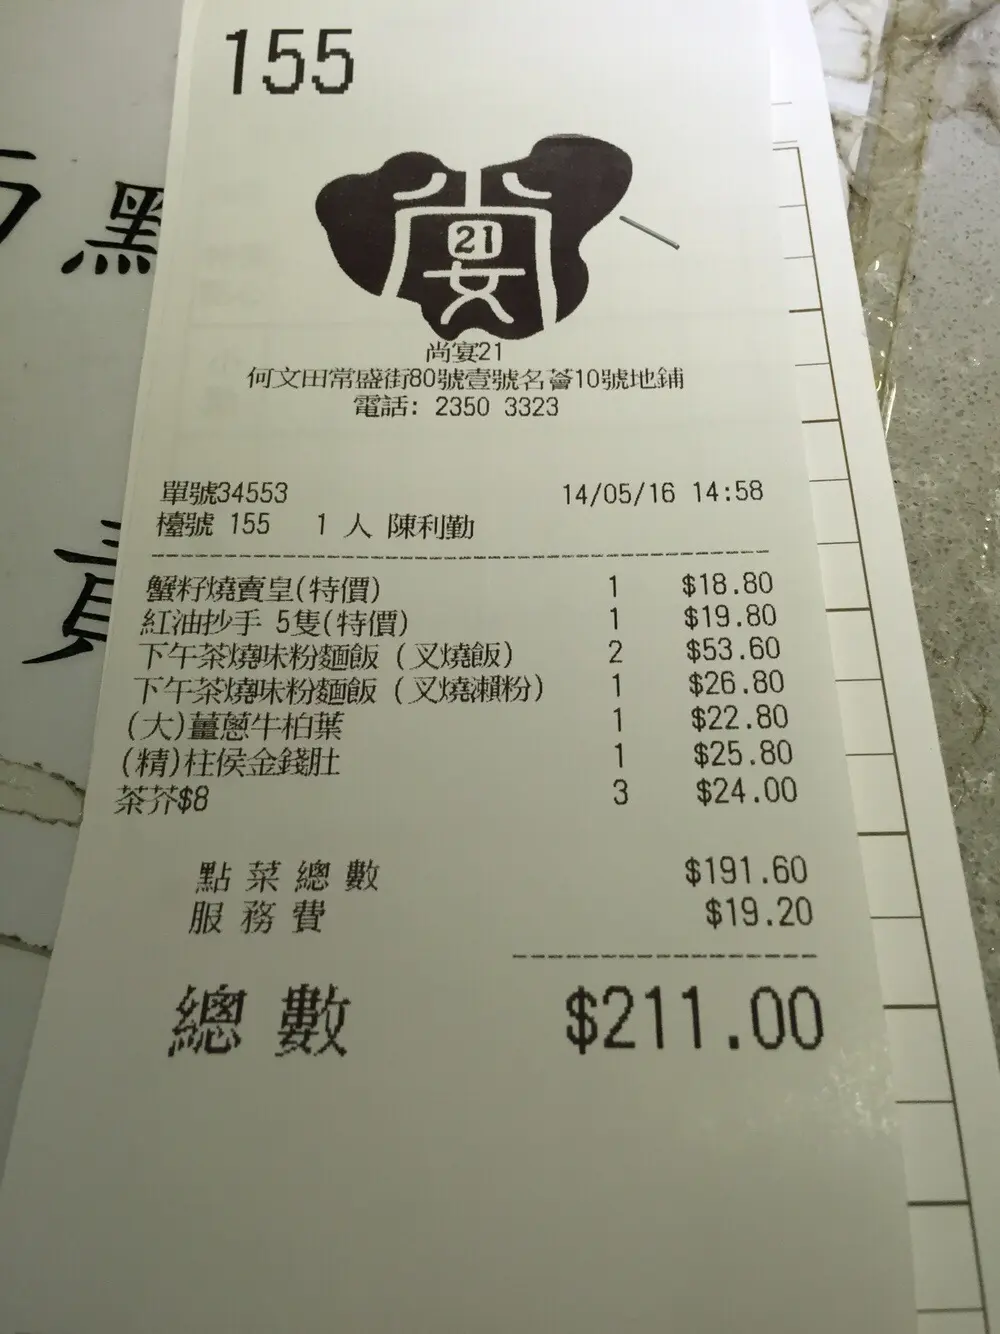 155
21
尚宴21
何文田常盛街80號壹號名薈10號地鋪
電話: 2350 3323
單號34553 14/05/16 14:58
檯號 155 1 人 陳利勤
蟹籽燒賣皇(特價) 1 $18.80
紅油抄手 5隻(特價) 1 $19.80
下午茶燒味粉麵飯 (叉燒飯) 2 $53.60
下午茶燒味粉麵飯 (叉燒瀨粉) 1 $26.80
(大)薑蔥牛柏葉 1 $22.80
(精)柱侯金錢肚 1 $25.80
茶芥$8 3 $24.00
點菜總數 $191.60
服務費 $19.20
總數 $211.00
黑